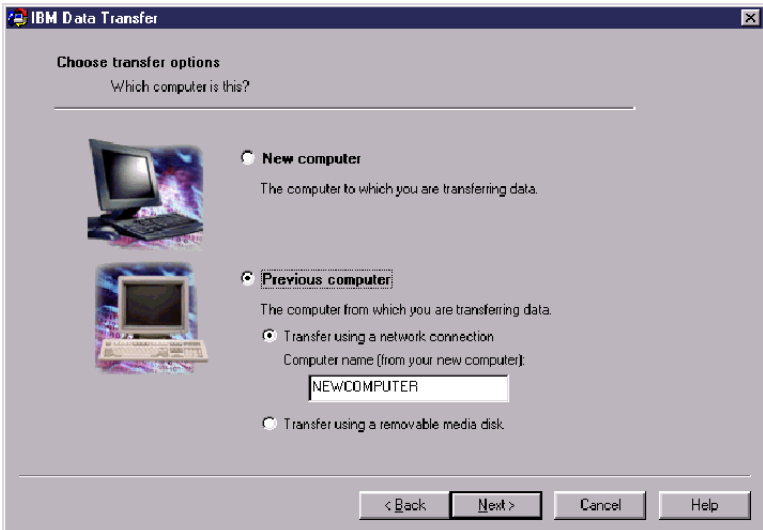 IBM Data Transfer
Choose transfer options
Which computer is this?
New computer
The computer to which you are transferring data.
Previous computer
The computer from which you are transferring data.
Transfer using a network connection
Computer name (from your new computer):
NEWCOMPUTER
Transfer using a removable media disk
< Back
Next >
Cancel
Help